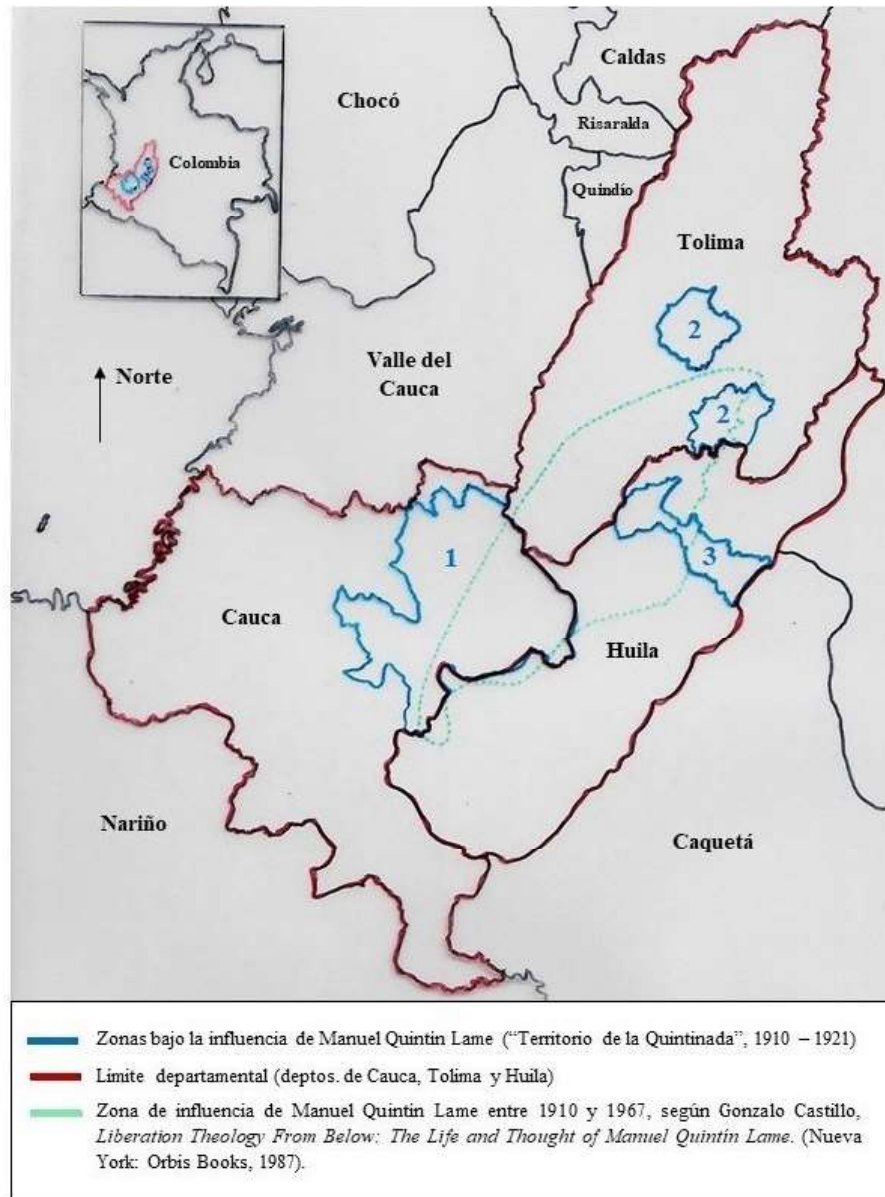 Caldas
Chocó
Risaralda
Colombia
Quindío
Tolima
2
Norte
Valle del
Cauca
2
1
3
Cauca
Huila
Nariño
Caquetá
Zonas bajo la influencia de Manuel Quintín Lame (“Territorio de la Quintinada”, 1910 – 1921)
Límite departamental (deptos. de Cauca, Tolima y Huila)
Zona de influencia de Manuel Quintín Lame entre 1910 y 1967, según Gonzalo Castillo,
Liberation Theology From Below: The Life and Thought of Manuel Quintín Lame. (Nueva
York: Orbis Books, 1987).